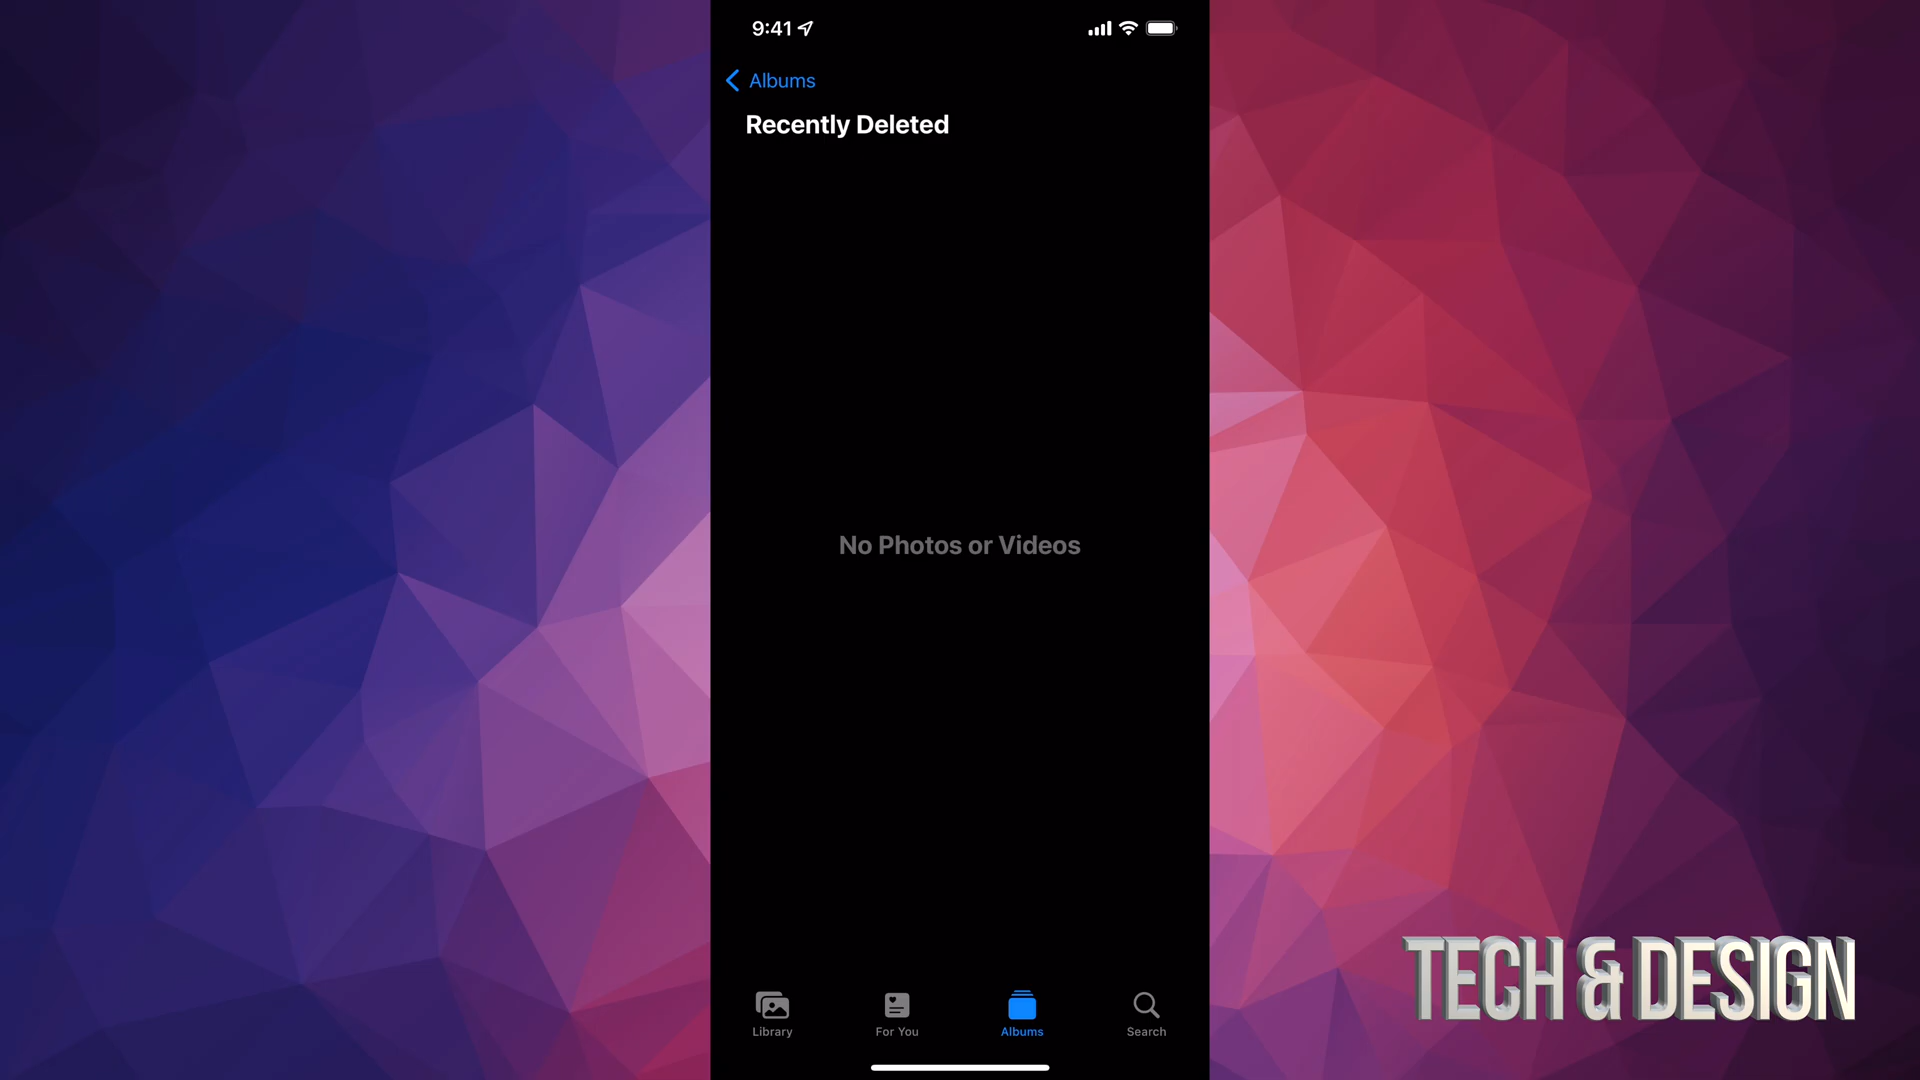 9:41
Albums
Recently Deleted
No Photos or Videos
Library
For You
Albums
Search
TECH & DESIGN